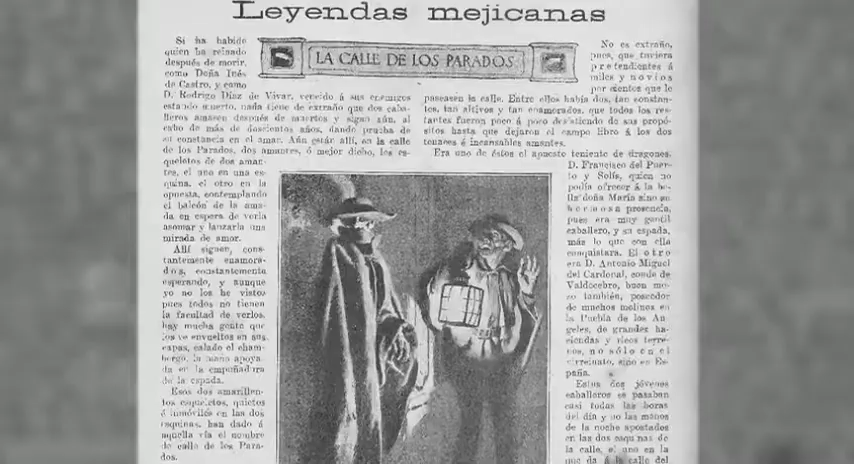 Leyendas mejicanas
LA CALLE DE LOS PARADOS
Si ha habido
quien ha reinado
después de morir,
como Doña Inés
de Castro, y como
D. Rodrigo Díaz de Vivar, venció á sus enemigos
estando muerto, nada tiene de extraño que dos caba-
lleros amasen después de muertos y sigan aún, al
cabo de más de doscientos años, dando prueba de
su constancia en el amar. Aún están allí, en la calle
de los Parados, dos amantes, ó mejor dicho, los es-
queletos de dos aman-
tes, el uno en una es-
quina, el otro en la
opuesta, contemplando
el balcón de la ama-
da en espera de verla
asomar y lanzarla una
mirada de amor.
Allí siguen, cons-
tantemente enamora-
dos, constantemente
esperando, y aunque
yo no los he visto,
pues todos no tienen
la facultad de verlos,
hay mucha gente que
los ve envueltos en sus
capas, calado el cham-
bergo, la mano apoya-
da en la empuñadura
de la espada.
Esos dos amarillen-
tos esqueletos, quietos
é inmóviles en las dos
esquinas, han dado á
aquella vía el nombre
de calle de los Para-
dos.
No es extraño,
pues, que tuviera
pretendientes á
miles y novios
por cientos que le
paseasen la calle. Entre ellos había dos, tan constan-
tes, tan altivos y tan enamorados, que todos los res-
tantes fueron poco á poco desistiendo de sus propó-
sitos hasta que dejaron el campo libro á los dos
tenaces é incansables amantes.
Era uno de éstos el apuesto teniente de dragones,
D. Francisco del Puer-
to y Solís, quien no
podía ofrecer á la be-
lla doña María sino su
hermosa presencia,
pues era muy gentil
caballero, y su espada,
más lo que con ella
conquistara. El otro
era D. Antonio Miguel
del Cardonal, conde de
Valdecebro, buen mo-
zo también, poseedor
de muchos molinos en
la Puebla de los An-
geles, de grandes ha-
ciendas y ricos terre-
nos, no sólo en el
virreinato, sino en Es-
paña.
Estos dos jóvenes
caballeros se pasaban
casi todas las horas
del día y no las menos
de la noche apostados
en las dos esquinas de
la calle, el uno en la
que da á la calle del